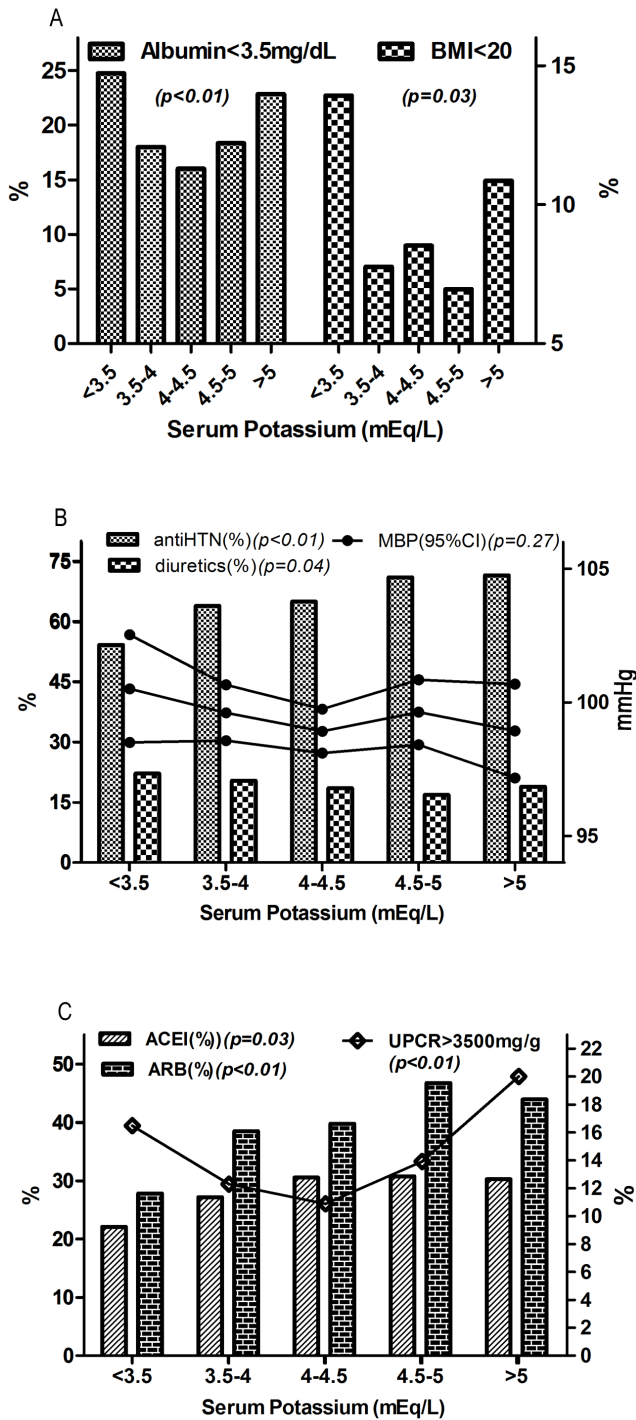 A
Albumin<3.5mg/dL BMI<20
(p<0.01) (p=0.03)
25
20
15
10
5
0
%
15
10
5
%
<3.5 3.5-4 4-4.5 4.5-5 >5 <3.5 3.5-4 4-4.5 4.5-5 >5
Serum Potassium (mEq/L)
B
antiHTN(%)(p<0.01) MBP(95%CI)(p=0.27)
diuretics(%)(p=0.04)
75
60
45
30
15
0
%
105
100
95
mmHg
<3.5 3.5-4 4-4.5 4.5-5 >5
Serum Potassium (mEq/L)
C
ACEI(%))(p=0.03) UPCR>3500mg/g
ARB(%)(p<0.01) (p<0.01)
50
40
30
20
10
0
%
22
20
18
16
14
12
10
8
6
4
2
0
%
<3.5 3.5-4 4-4.5 4.5-5 >5
Serum Potassium (mEq/L)